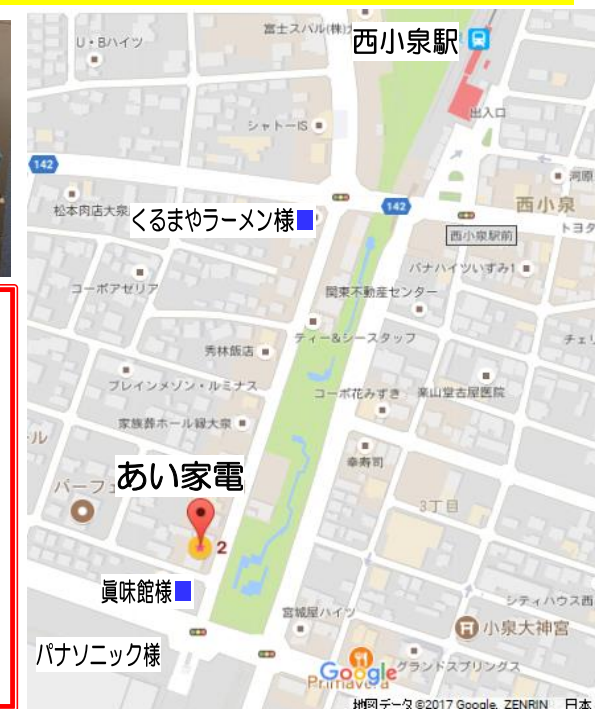 西小泉駅
富士スバル(株)
U・Bハイツ
出入口
シャトーIS
142
河原
松本肉店大泉
くるまやラーメン様
142
西小泉
西小泉駅前
トヨタ
パナハイツいずみ1
コーポアゼリア
関東不動産センター
ティー&シースタッフ
チェリ
秀林飯店
ブレインメゾン・ルミナス
コーポ花みずき
楽山堂古屋医院
家族葬ホール縁大泉
ール
幸寿司
あい家電
パーフェ
3丁目
2
眞味館様
シティハウス西
宮城屋ハイツ
小泉大神宮
パナソニック様
Google
グランドスプリングス
Primavera
地図データ ©2017 Google, ZENRIN 日本